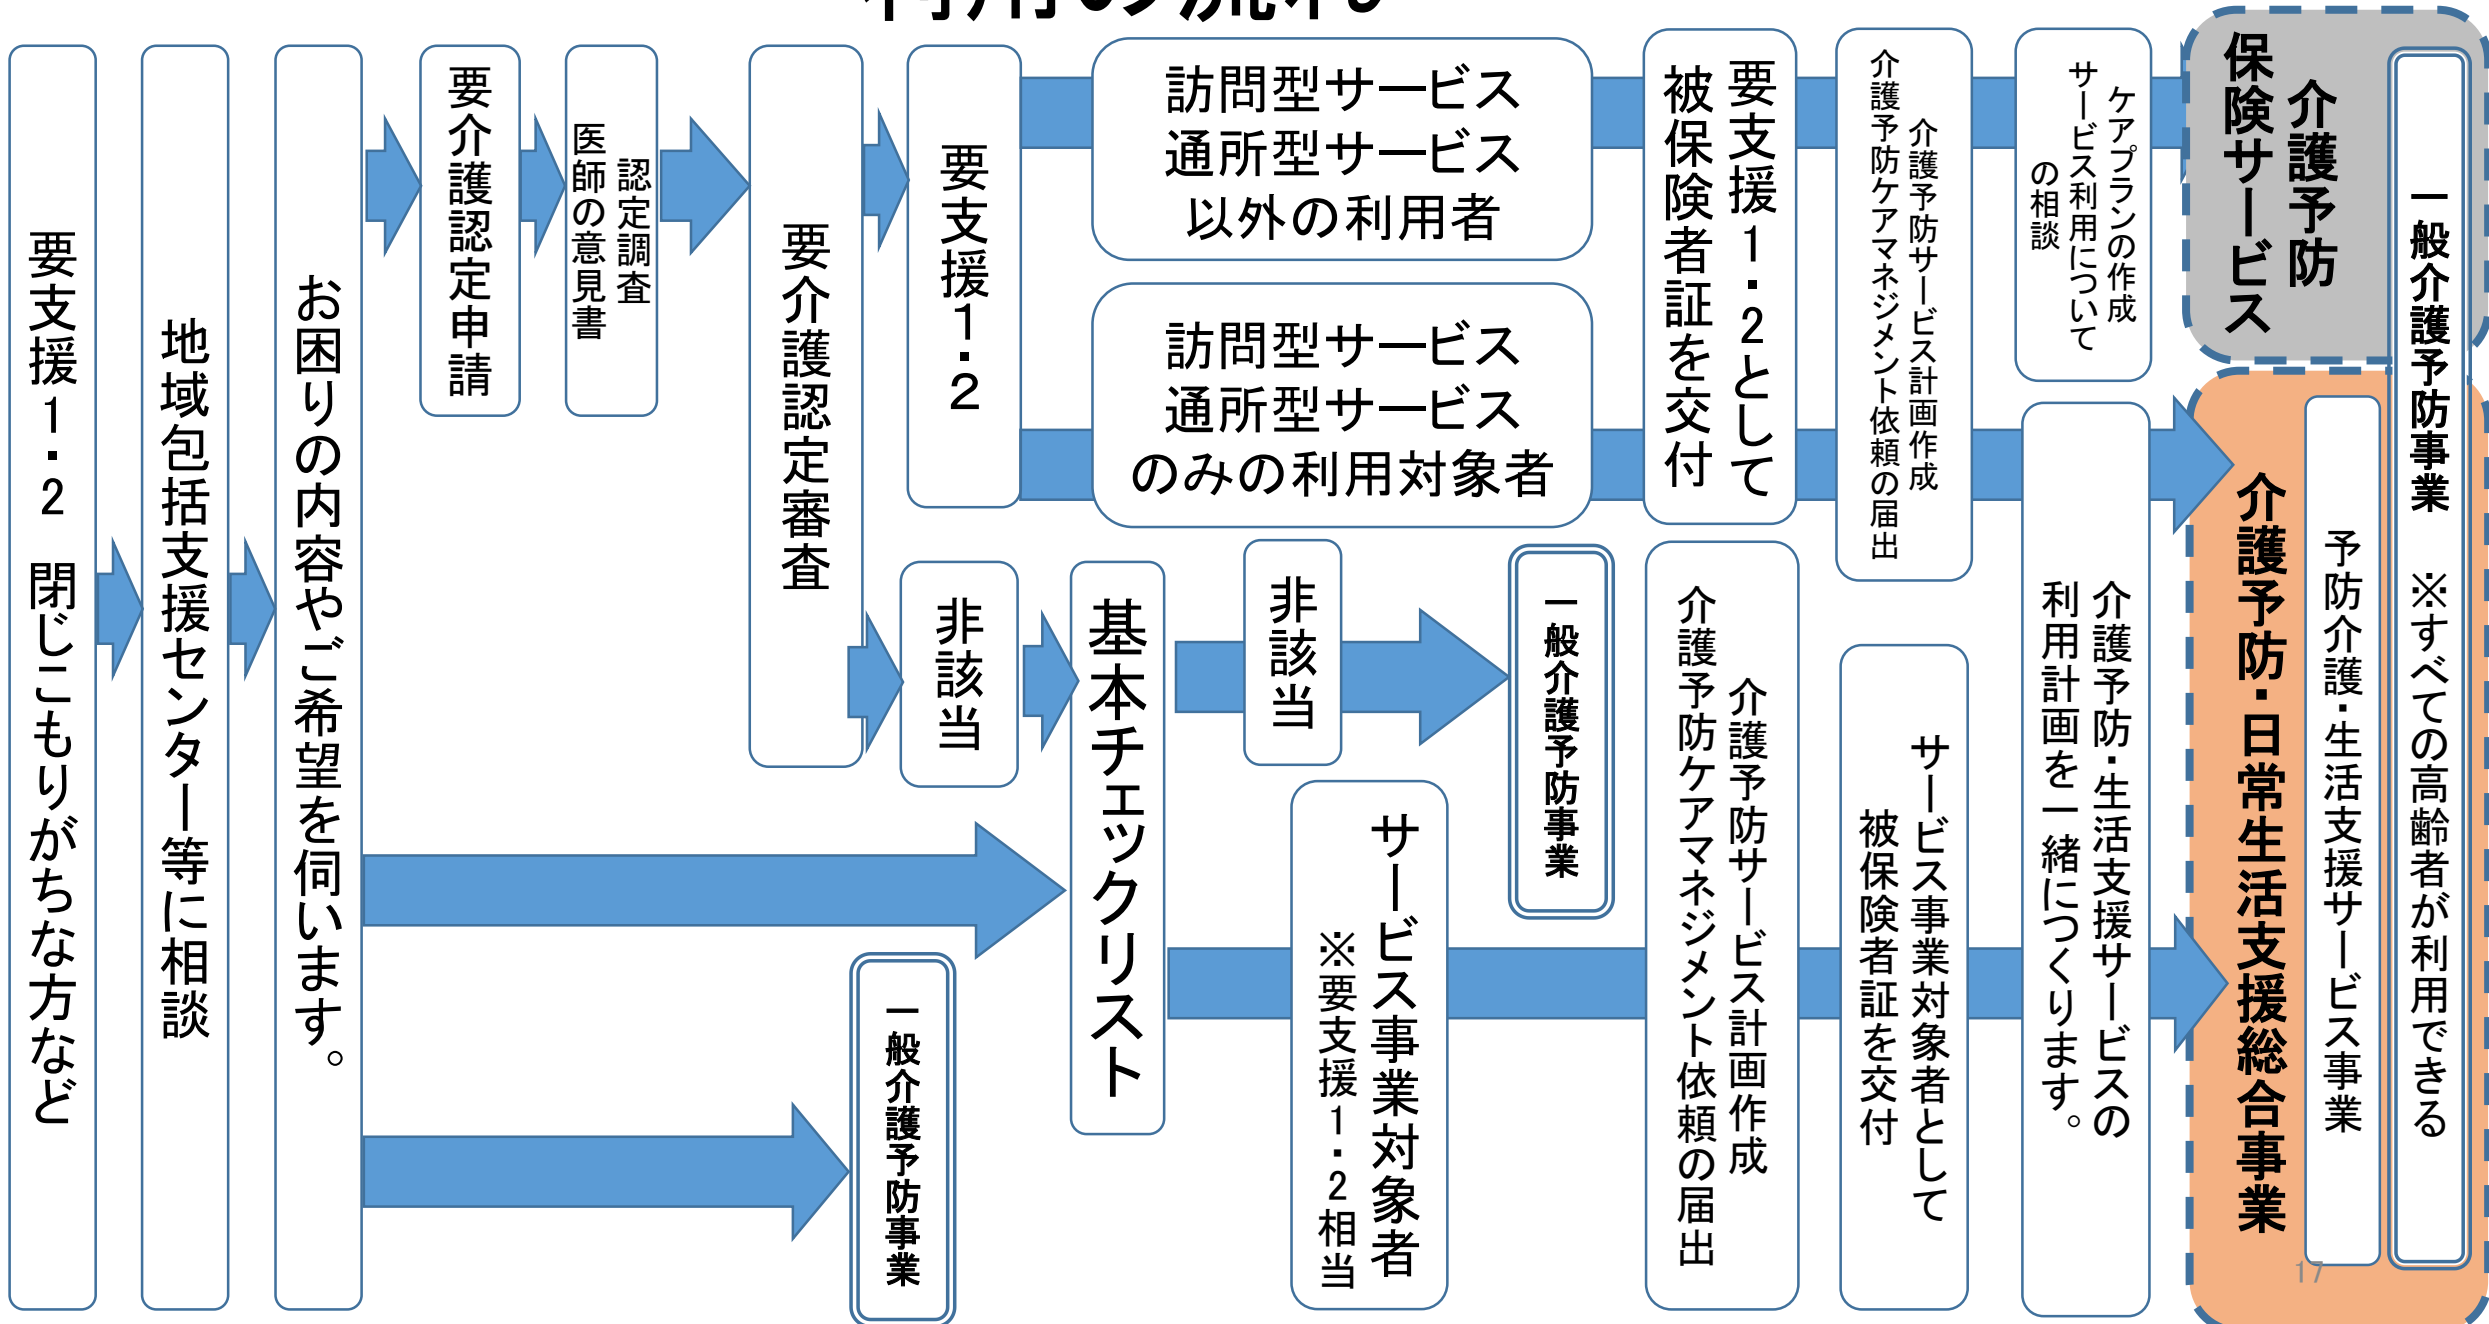 利用の流れ
要支援1・2 閉じこもりがちな方など
地域包括支援センター等に相談
お困りの内容やご希望を伺います。
要介護認定申請
認定調査
医師の意見書
要介護認定審査
要支援1・2
訪問型サービス
通所型サービス
以外の利用者
訪問型サービス
通所型サービス
のみの利用対象者
要支援1・2として
被保険者証を交付
介護予防サービス計画作成
介護予防ケアマネジメント依頼の届出
ケアプランの作成
サービス利用について
の相談
介護予防
保険サービス
非該当
基本チェックリスト
非該当
一般介護予防事業
一般介護予防事業
サービス事業対象者
※要支援1・2相当
介護予防サービス計画作成
介護予防ケアマネジメント依頼の届出
サービス事業対象者として
被保険者証を交付
介護予防・生活支援サービスの
利用計画を一緒につくります。
介護予防・日常生活支援総合事業
予防介護・生活支援サービス事業
一般介護予防事業 ※すべての高齢者が利用できる
17